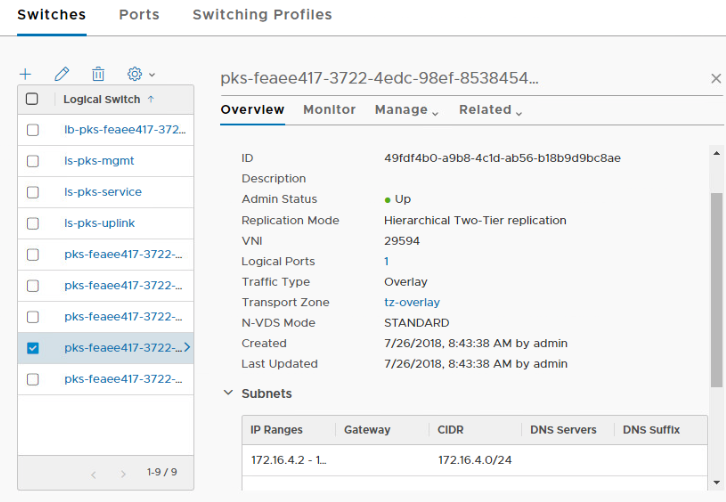 Switches Ports Switching Profiles
pks-feaee417-3722-4edc-98ef-8538454...
Logical Switch
Overview Monitor Manage Related
lb-pks-feaee417-372...
ls-pks-mgmt
ls-pks-service
ls-pks-uplink
pks-feaee417-3722-...
pks-feaee417-3722-...
pks-feaee417-3722-...
pks-feaee417-3722-...
pks-feaee417-3722-...
1-9 / 9
ID 49fdf4b0-a9b8-4c1d-ab56-b18b9d9bc8ae
Description
Admin Status Up
Replication Mode Hierarchical Two-Tier replication
VNI 29594
Logical Ports 1
Traffic Type Overlay
Transport Zone tz-overlay
N-VDS Mode STANDARD
Created 7/26/2018, 8:43:38 AM by admin
Last Updated 7/26/2018, 8:43:38 AM by admin
Subnets
IP Ranges Gateway CIDR DNS Servers DNS Suffix
172.16.4.2 - 1... 172.16.4.0/24